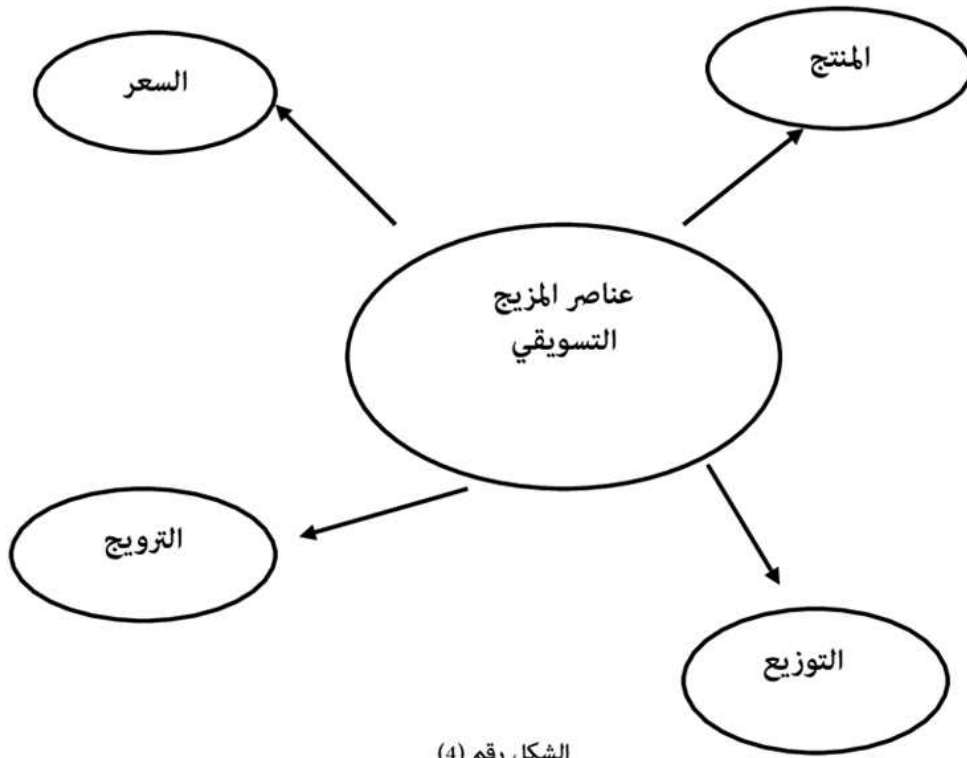 المنتج
السعر
عناصر المزيج
التسويقي
الترويج
التوزيع
الشكل رقم (4)